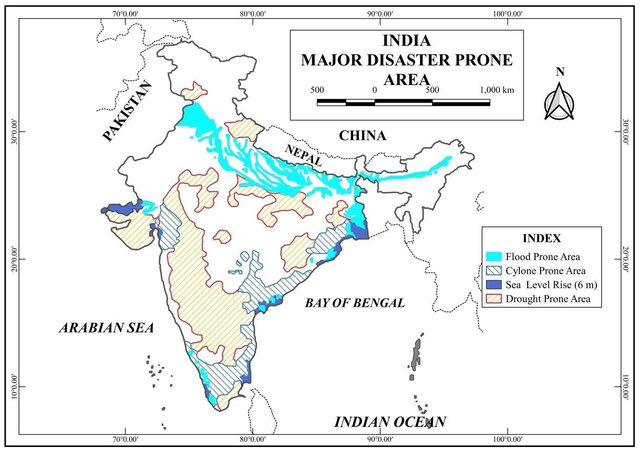 70°0.00'
80°0.00'
90°0.00'
100°0.00'
INDIA
MAJOR DISASTER PRONE
AREA
500 0 500 1,000 km
N
PAKISTAN
30°0.00'
30°0.00'
CHINA
NEPAL
INDEX
Flood Prone Area
Cylone Prone Area
Sea Level Rise (6 m)
Drought Prone Area
20°0.00'
20°0.00'
BAY OF BENGAL
ARABIAN SEA
10°0.00'
10°0.00'
INDIAN OCEAN
70°0.00'
80°0.00'
90°0.00'
100°0.00'